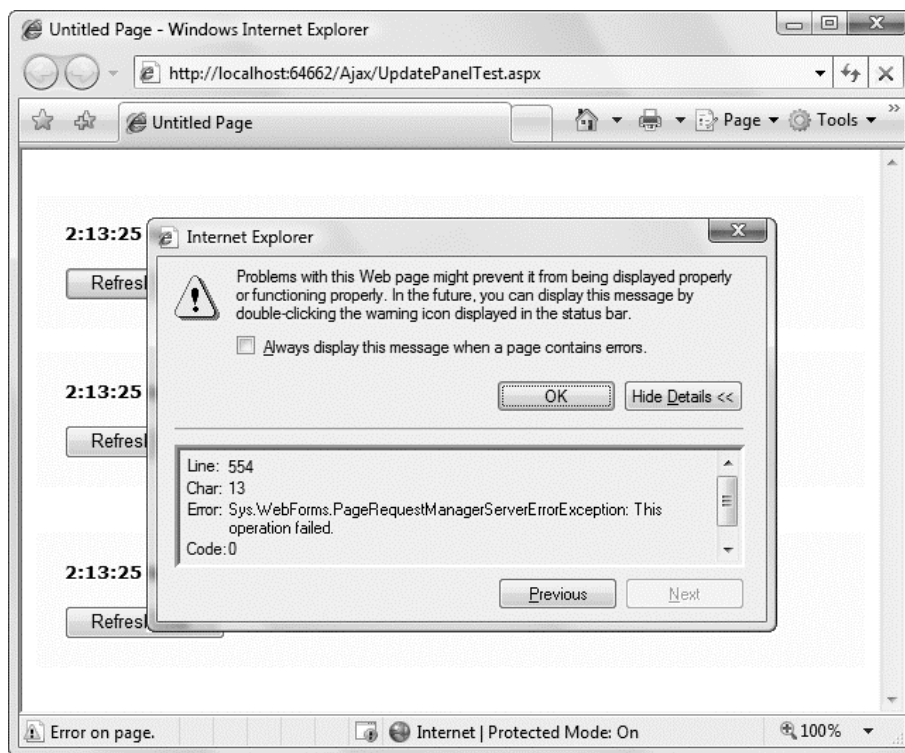 Untitled Page - Windows Internet Explorer
http://localhost:64662/Ajax/UpdatePanelTest.aspx
Untitled Page
Page
Tools
2:13:25
Internet Explorer
Problems with this Web page might prevent it from being displayed properly
or functioning properly. In the future, you can display this message by
double-clicking the warning icon displayed in the status bar.
Refresl
Always display this message when a page contains errors.
2:13:25
OK
Hide Details <<
Refresl
Line: 554
Char: 13
Error: Sys.WebForms.PageRequestManagerServerErrorException: This
operation failed.
Code:0
2:13:25
Previous
Next
Refresl
Error on page.
Internet | Protected Mode: On
100%